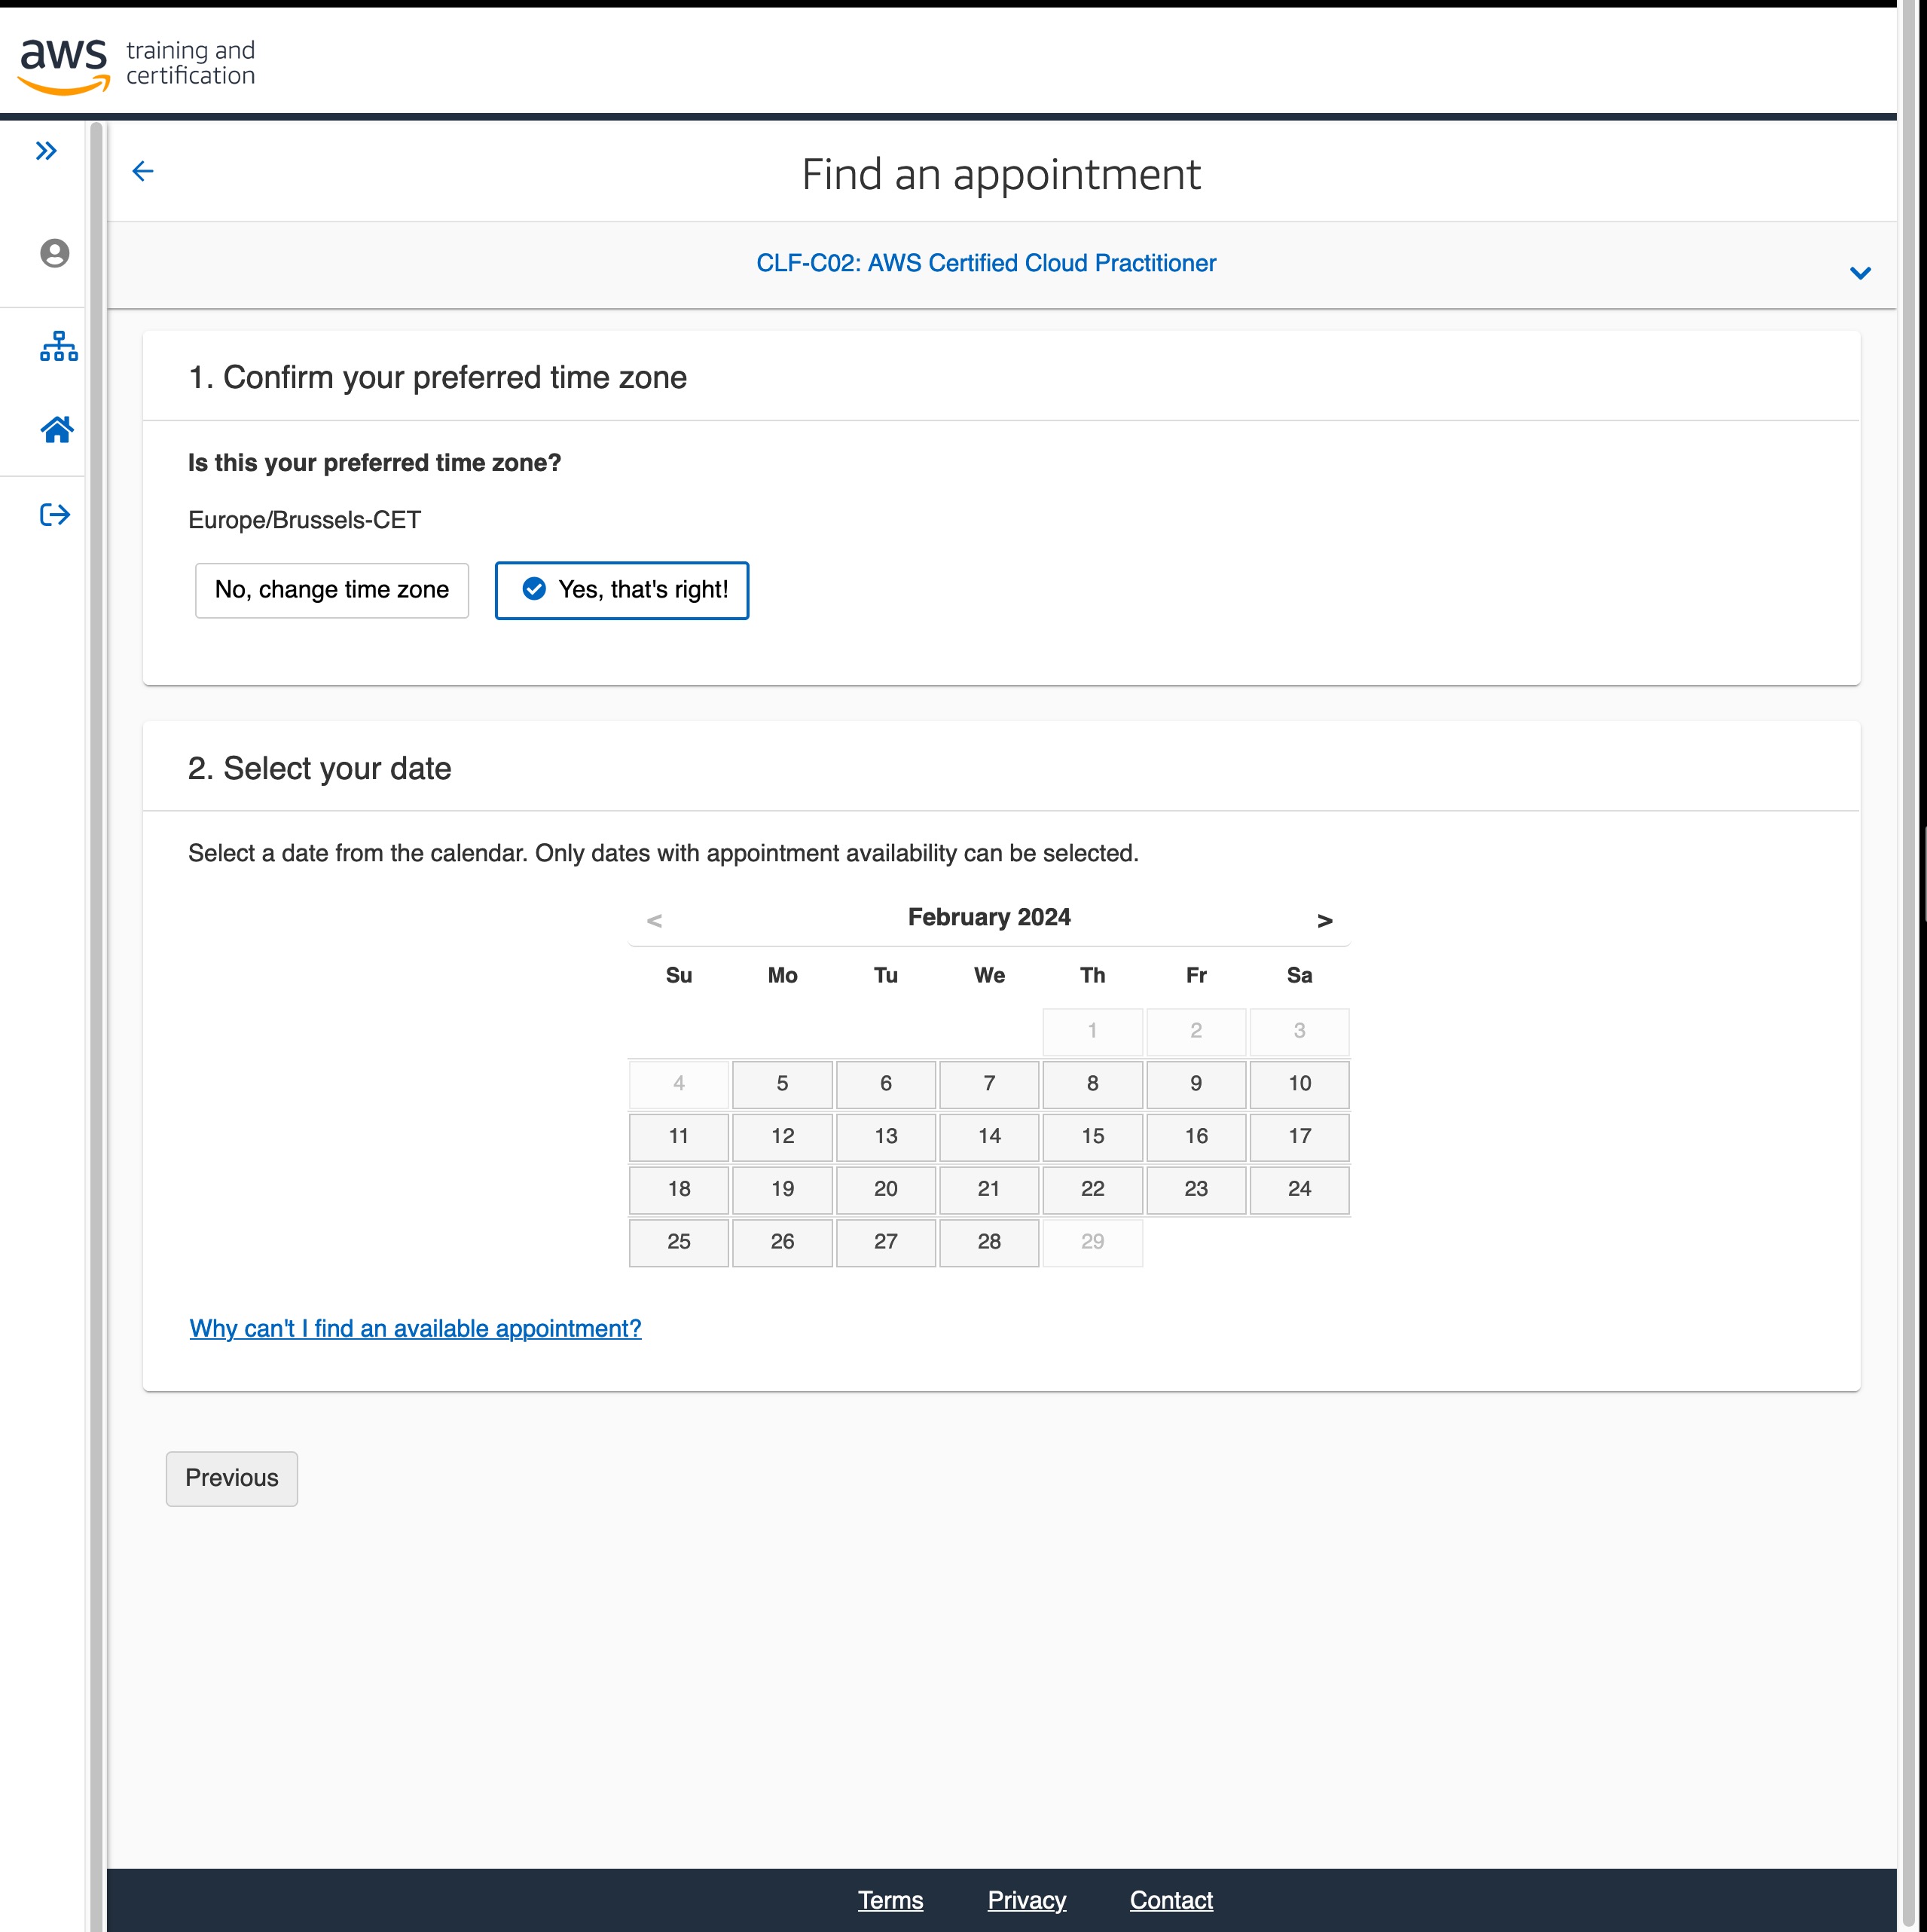 aws training and
certification
Find an appointment
CLF-C02: AWS Certified Cloud Practitioner
1. Confirm your preferred time zone
Is this your preferred time zone?
Europe/Brussels-CET
No, change time zone Yes, that's right!
2. Select your date
Select a date from the calendar. Only dates with appointment availability can be selected.
< February 2024 >
Su Mo Tu We Th Fr Sa
1 2 3
4 5 6 7 8 9 10
11 12 13 14 15 16 17
18 19 20 21 22 23 24
25 26 27 28 29
Why can't I find an available appointment?
Previous
Terms Privacy Contact